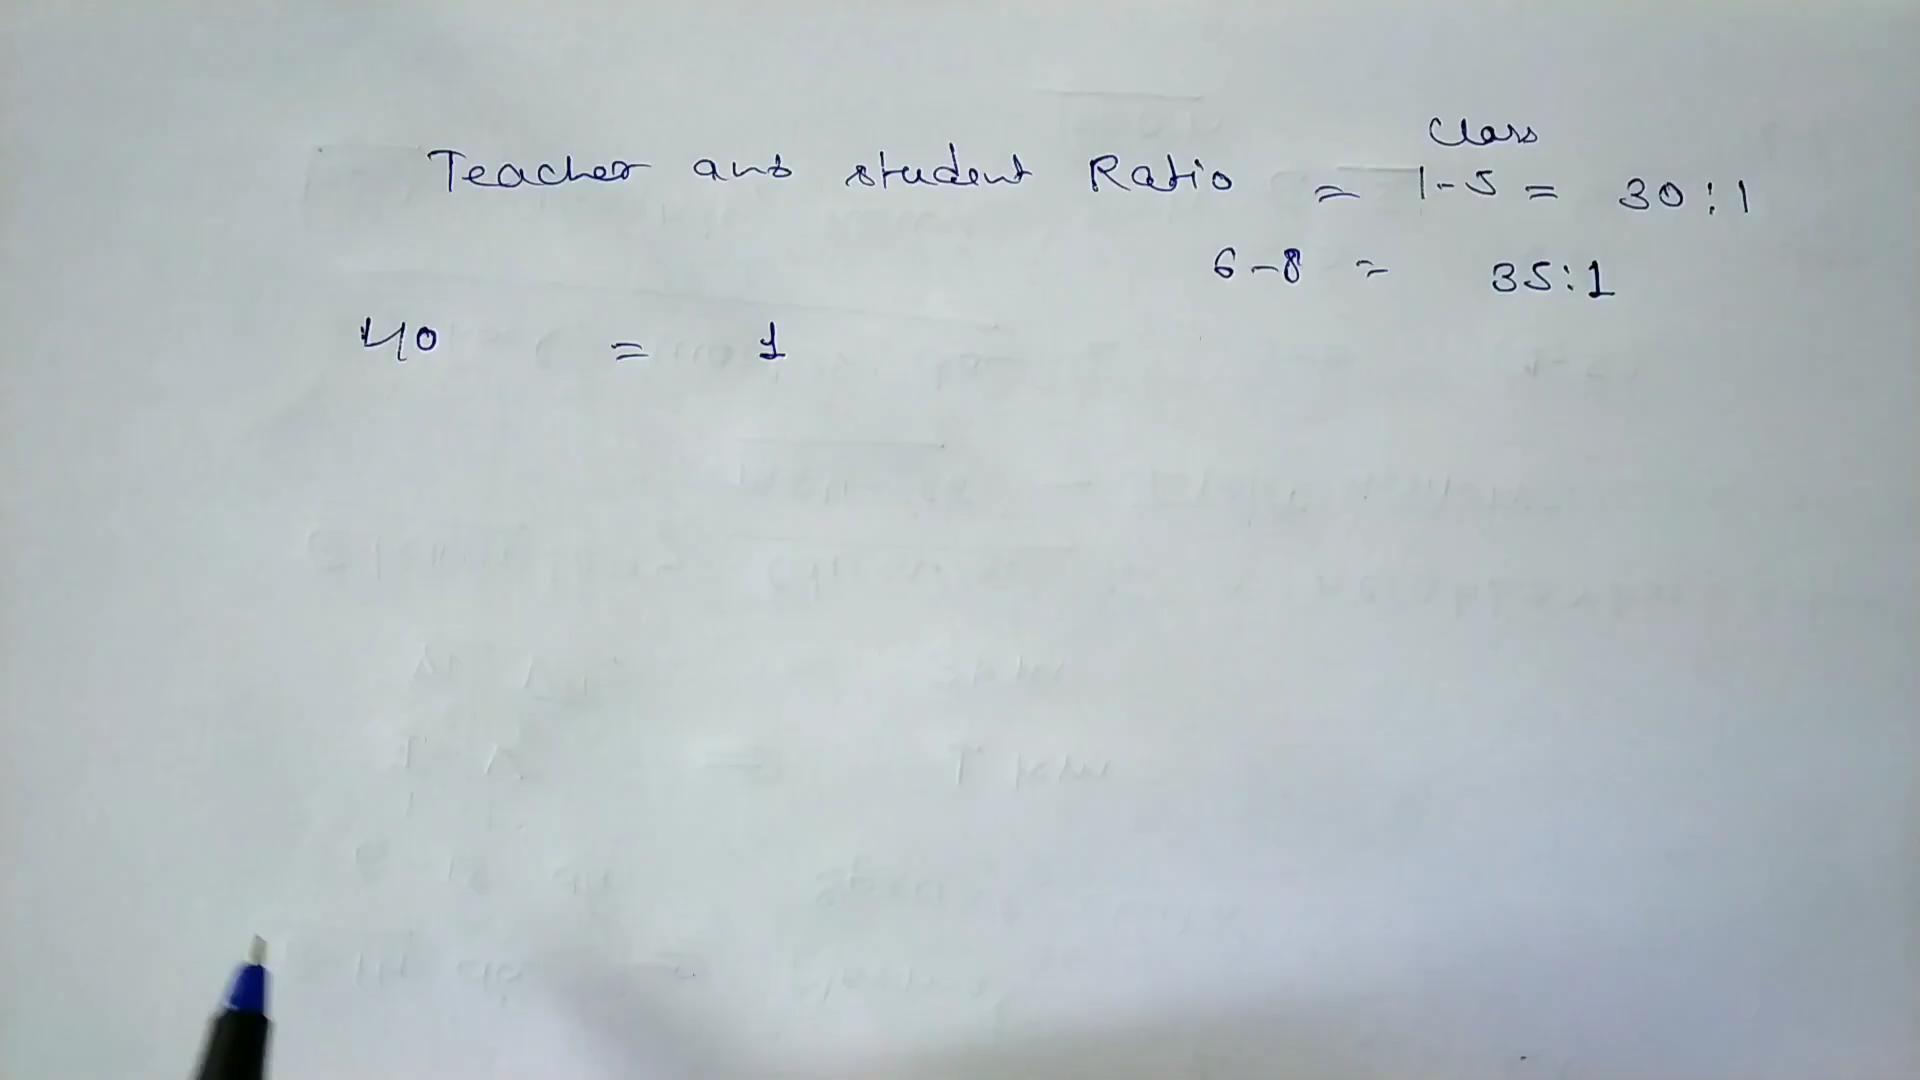 Class
Teacher and student Ratio = 1-5 = 30:1
6-8 = 35:1
40 = 1